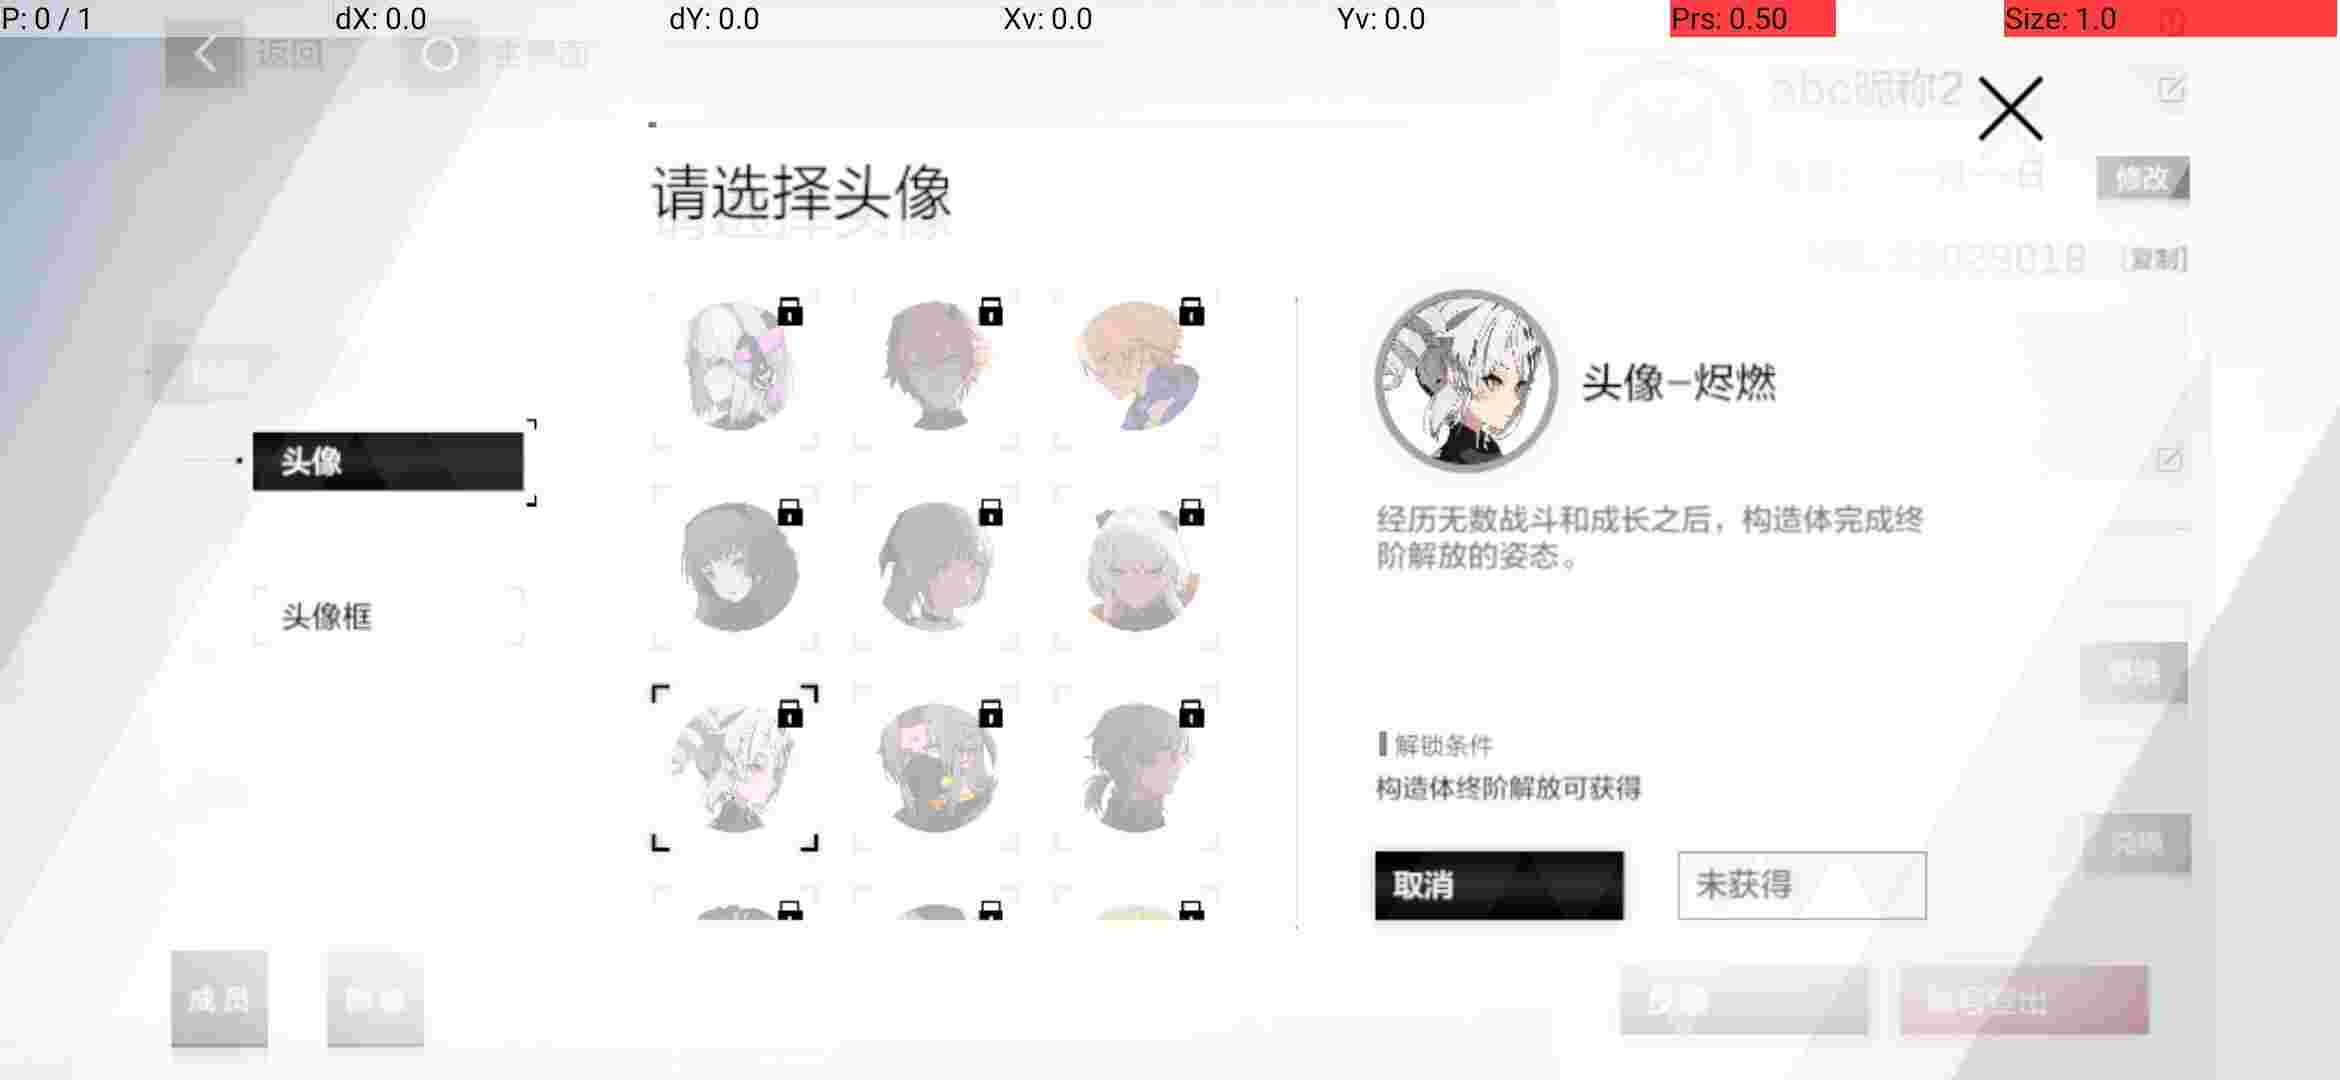 P: 0 / 1
dX: 0.0
dY: 0.0
Xv: 0.0
Yv: 0.0
Prs: 0.50
Size: 1.0
返回
主界面
abc昵称2
日
修改
[复制]
请选择头像
头像
头像框
头像-烬燃
经历无数战斗和成长之后，构造体完成终
阶解放的姿态。
解锁条件
构造体终阶解放可获得
取消
未获得
兑换
成员